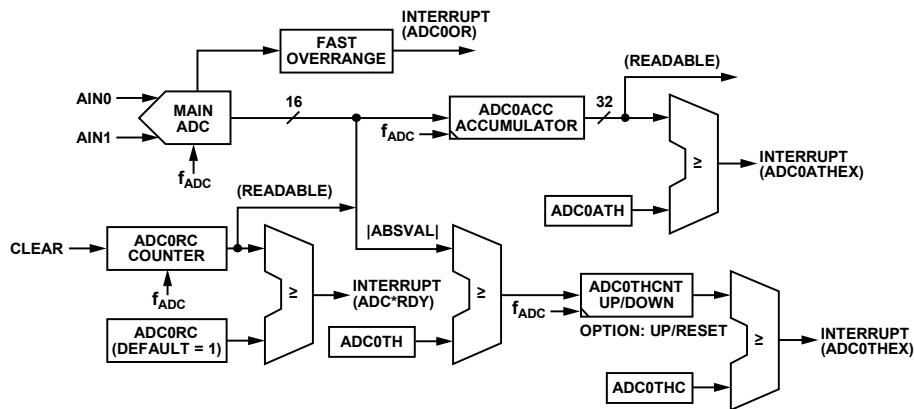 INTERRUPT
(ADC0OR)
FAST
OVERRANGE
(READABLE)
AIN0
MAIN
ADC
16
ADC0ACC
ACCUMULATOR
32
AIN1
fADC
≥
INTERRUPT
(ADC0ATHEX)
fADC
(READABLE)
ADC0ATH
CLEAR
ADC0RC
COUNTER
|ABSVAL|
fADC
≥
INTERRUPT
(ADC*RDY)
≥
fADC
ADC0THCNT
UP/DOWN
OPTION: UP/RESET
ADC0RC
(DEFAULT = 1)
ADC0TH
≥
INTERRUPT
(ADC0THEX)
ADC0THC